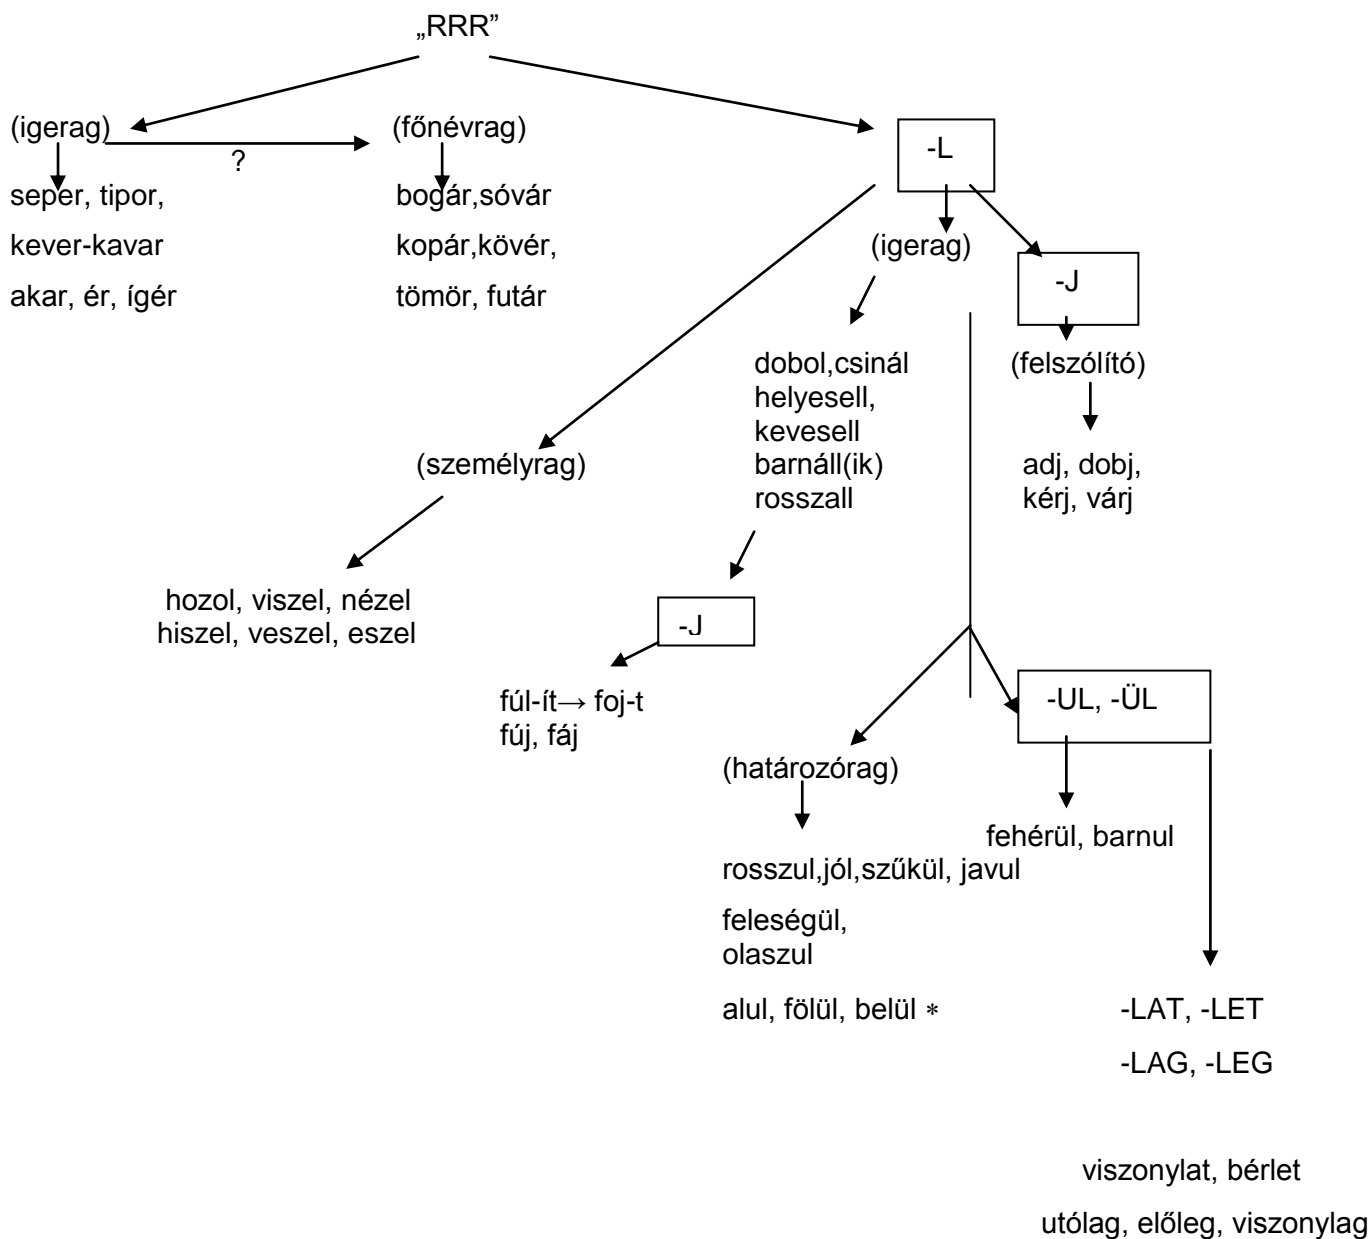 „RRR”
(igerag)
(főnévrag)
-L
?
seper, tipor,
bogár,sóvár
kever-kavar
kopár,kövér,
(igerag)
akar, ér, ígér
tömör, futár
-J
dobol,csinál
(felszólító)
helyesell,
kevesell
barnáll(ik)
rosszall
(személyrag)
adj, dobj,
kérj, várj
hozol, viszel, nézel
hiszel, veszel, eszel
-J
fúl-ít→ foj-t
fúj, fáj
-UL, -ÜL
(határozórag)
fehérül, barnul
rosszul,jól,szűkül, javul
feleségül,
olaszul
alul, fölül, belül *
-LAT, -LET
-LAG, -LEG
viszonylat, bérlet
utólag, előleg, viszonylag